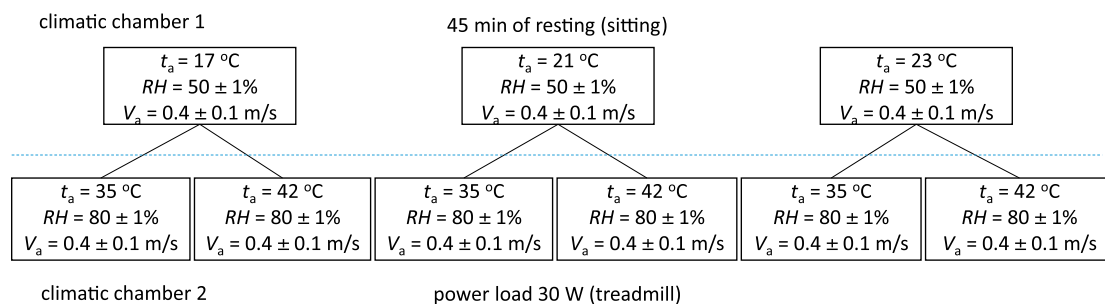 climatic chamber 1
45 min of resting (sitting)
tₐ = 17 °C
RH = 50 ± 1%
Vₐ = 0.4 ± 0.1 m/s
tₐ = 21 °C
RH = 50 ± 1%
Vₐ = 0.4 ± 0.1 m/s
tₐ = 23 °C
RH = 50 ± 1%
Vₐ = 0.4 ± 0.1 m/s
tₐ = 35 °C
RH = 80 ± 1%
Vₐ = 0.4 ± 0.1 m/s
tₐ = 42 °C
RH = 80 ± 1%
Vₐ = 0.4 ± 0.1 m/s
tₐ = 35 °C
RH = 80 ± 1%
Vₐ = 0.4 ± 0.1 m/s
tₐ = 42 °C
RH = 80 ± 1%
Vₐ = 0.4 ± 0.1 m/s
tₐ = 35 °C
RH = 80 ± 1%
Vₐ = 0.4 ± 0.1 m/s
tₐ = 42 °C
RH = 80 ± 1%
Vₐ = 0.4 ± 0.1 m/s
climatic chamber 2
power load 30 W (treadmill)